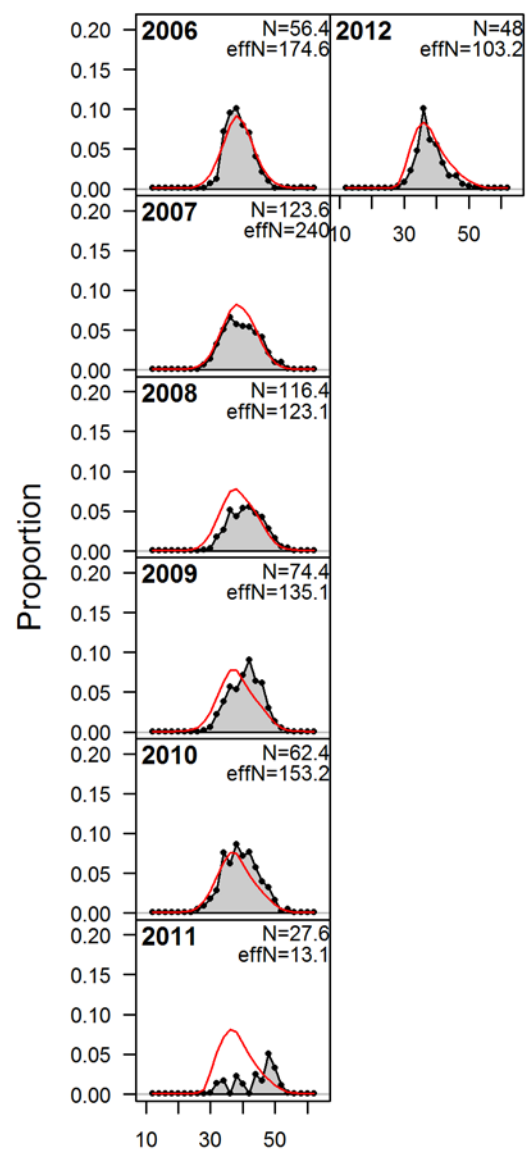 Proportion
2006
N=56.4
effN=174.6
0.20
0.15
0.10
0.05
0.00
2012
N=48
effN=103.2
10 30 50
2007
N=123.6
effN=240
0.20
0.15
0.10
0.05
0.00
2008
N=116.4
effN=123.1
0.20
0.15
0.10
0.05
0.00
2009
N=74.4
effN=135.1
0.20
0.15
0.10
0.05
0.00
2010
N=62.4
effN=153.2
0.20
0.15
0.10
0.05
0.00
2011
N=27.6
effN=13.1
0.20
0.15
0.10
0.05
0.00
10 30 50